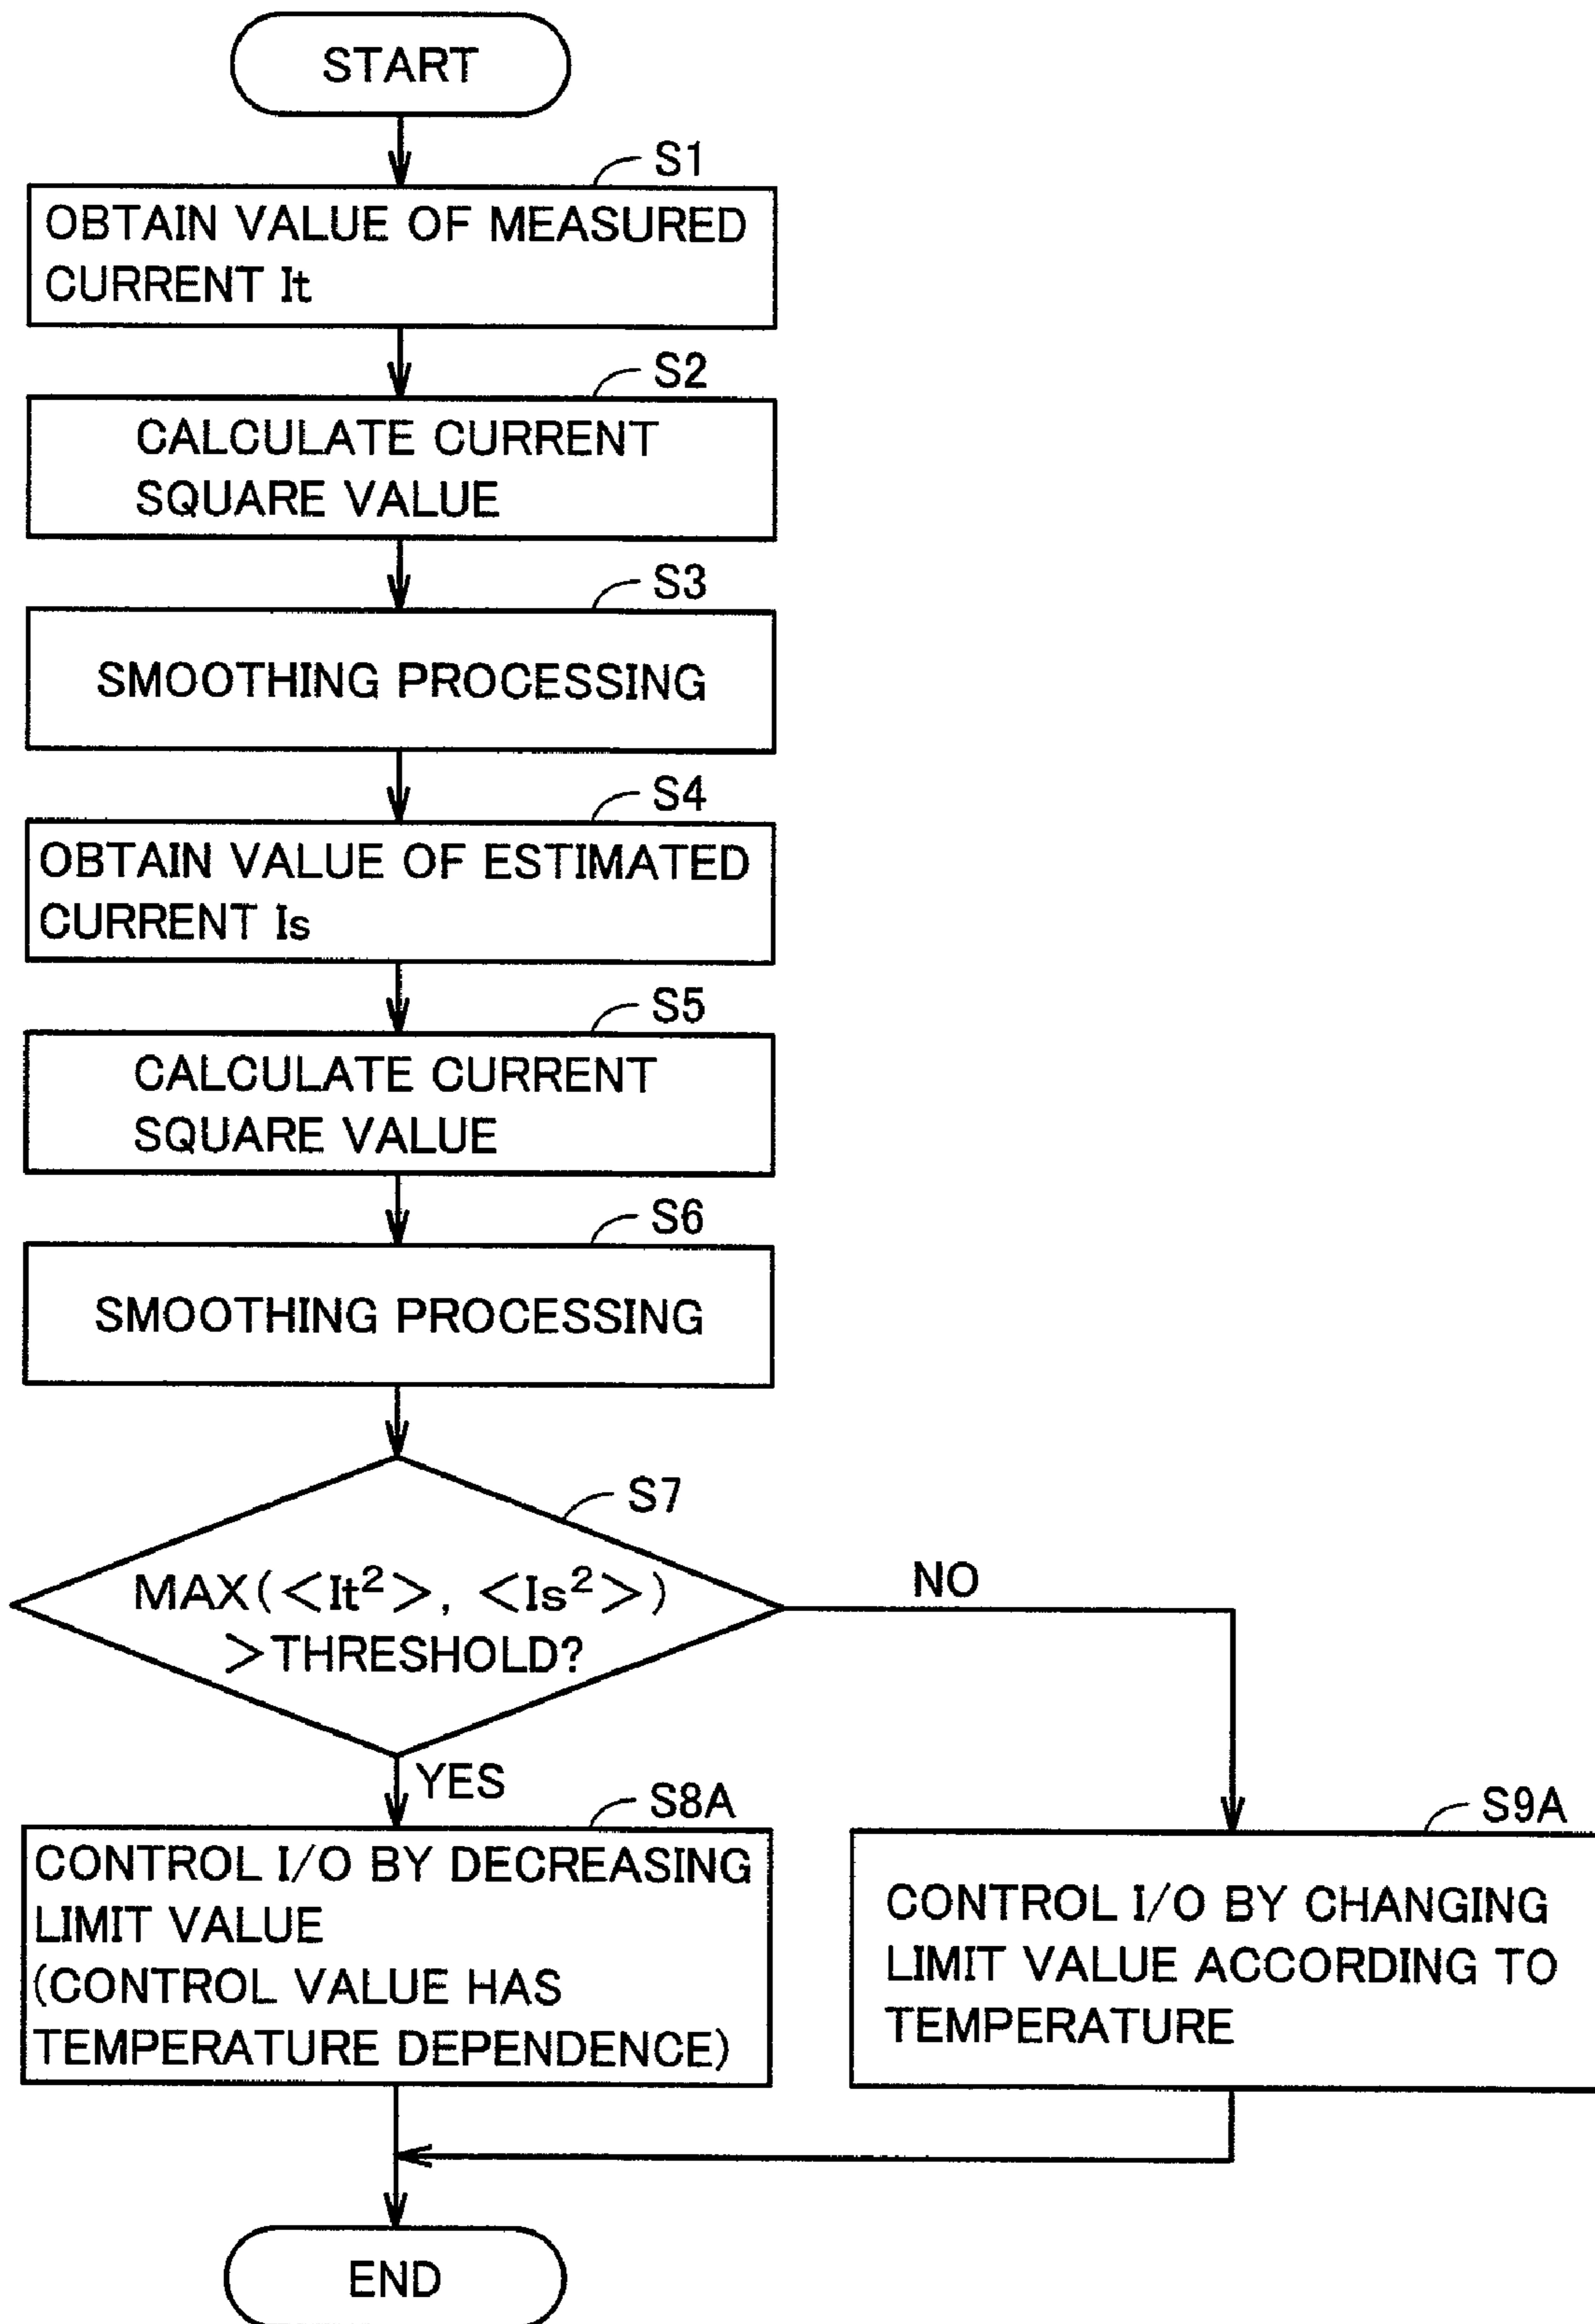 START
S1
OBTAIN VALUE OF MEASURED
CURRENT It
S2
CALCULATE CURRENT
SQUARE VALUE
S3
SMOOTHING PROCESSING
S4
OBTAIN VALUE OF ESTIMATED
CURRENT Is
S5
CALCULATE CURRENT
SQUARE VALUE
S6
SMOOTHING PROCESSING
S7
MAX(<It²>, <Is²>)
>THRESHOLD?
NO
YES
S8A
CONTROL I/O BY DECREASING
LIMIT VALUE
(CONTROL VALUE HAS
TEMPERATURE DEPENDENCE)
S9A
CONTROL I/O BY CHANGING
LIMIT VALUE ACCORDING TO
TEMPERATURE
END